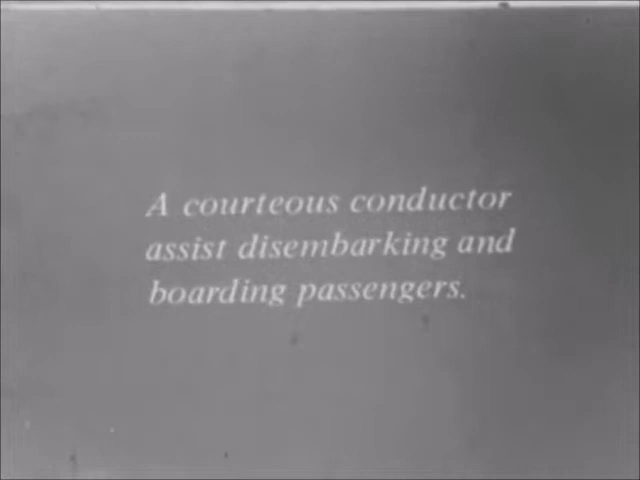 A courteous conductor
assist disembarking and
boarding passengers.